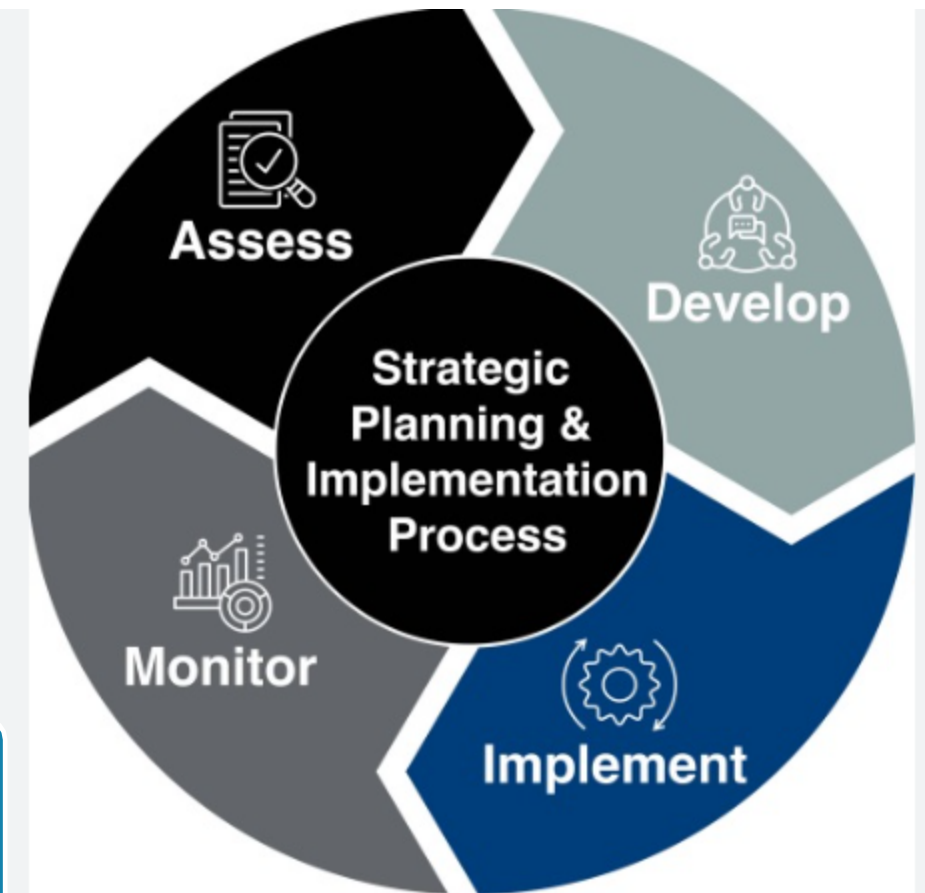 Assess
Develop
Strategic
Planning &
Implementation
Process
Monitor
Implement